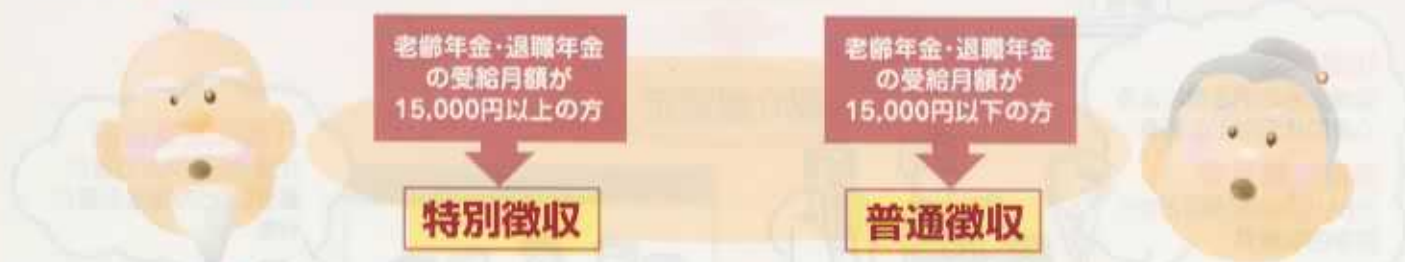 老齢年金・退職年金
の受給月額が
15,000円以上の方
特別徴収
老齢年金・退職年金
の受給月額が
15,000円以下の方
普通徴収